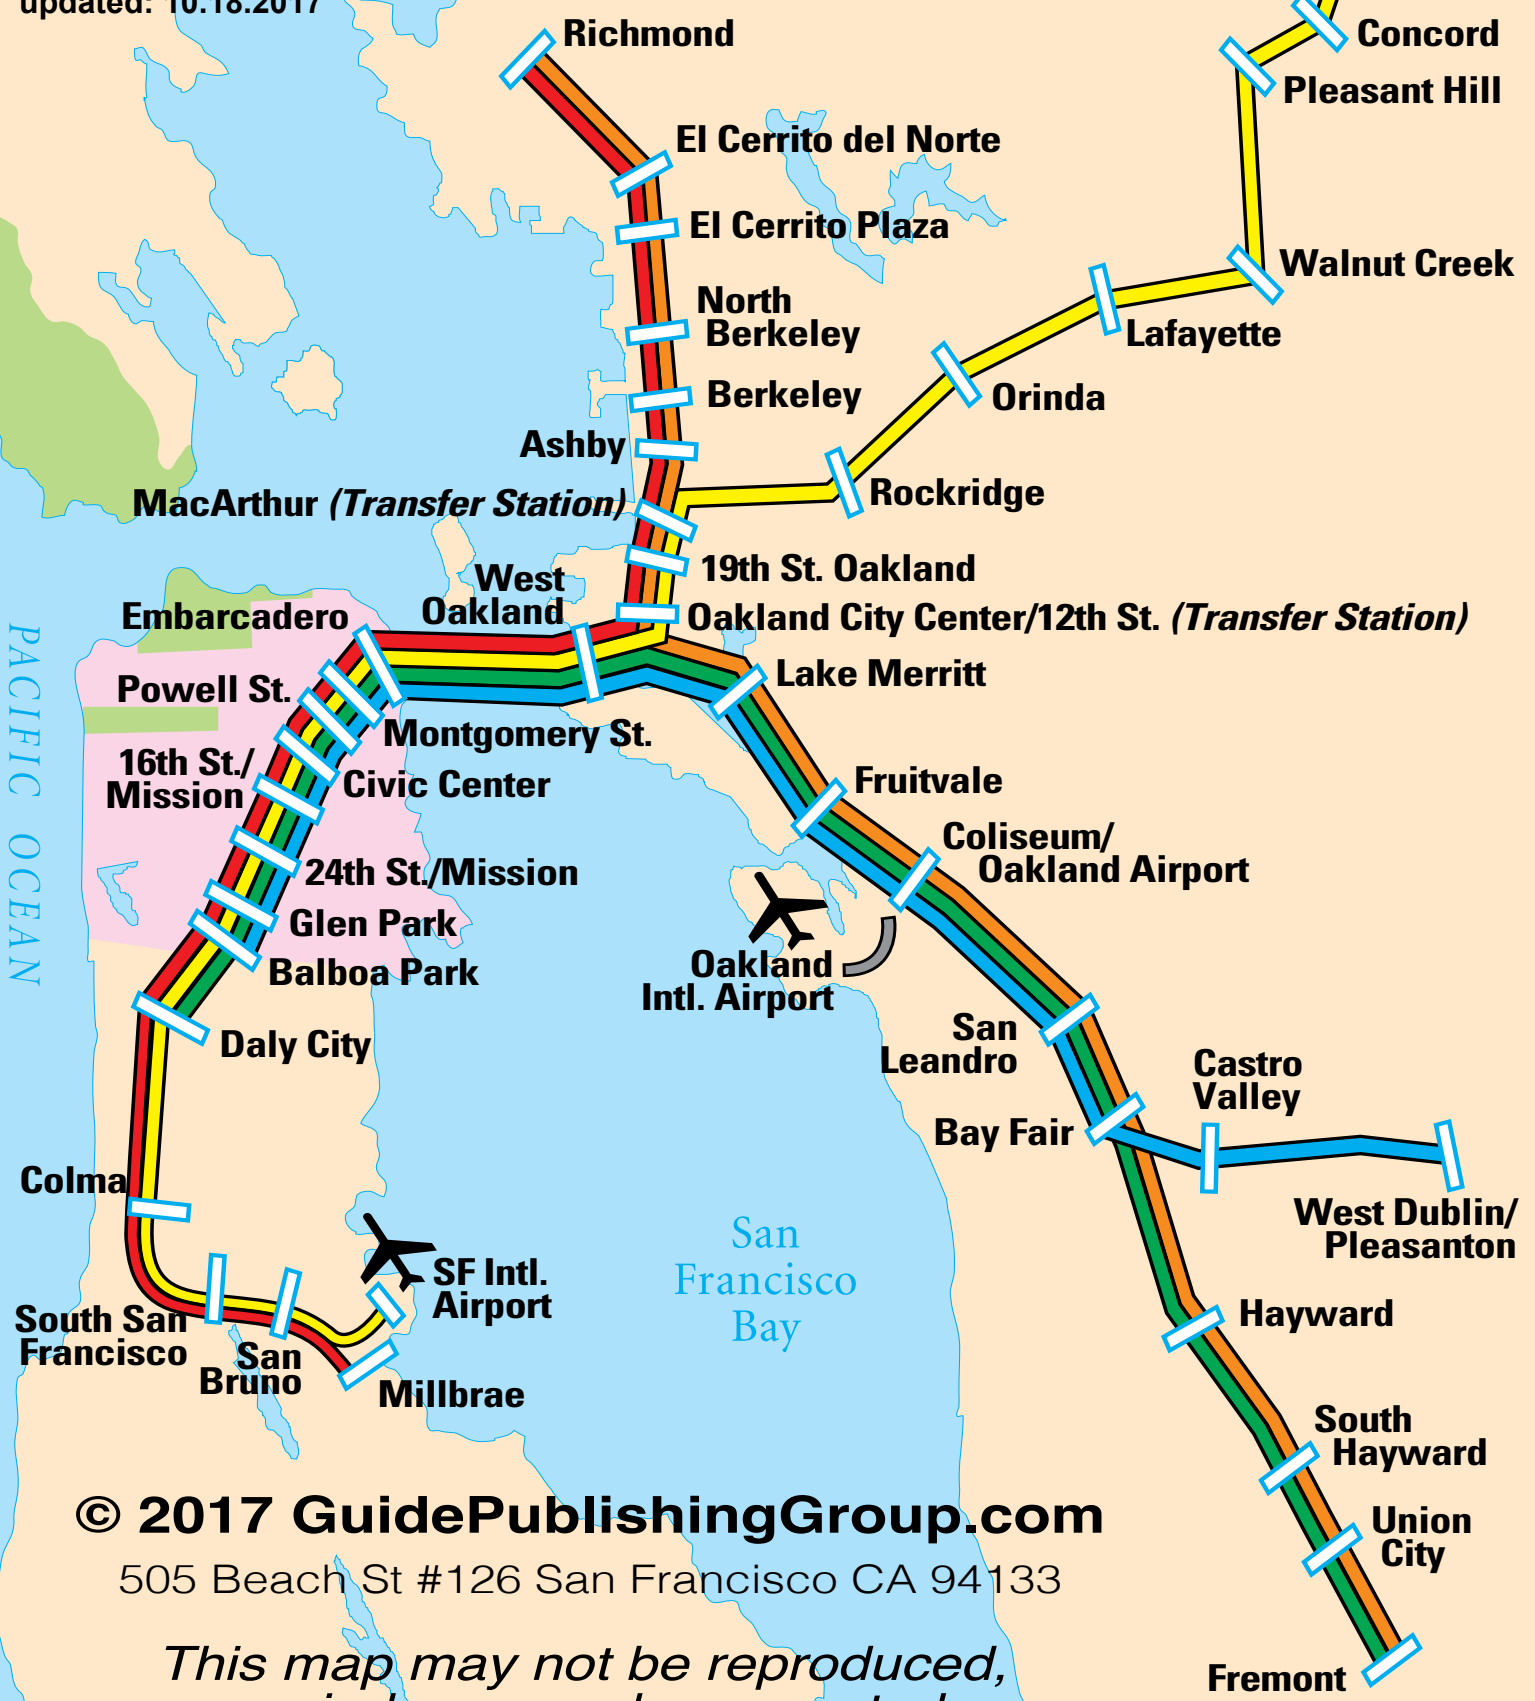 updated: 10.18.2017
Richmond
Concord
Pleasant Hill
El Cerrito del Norte
El Cerrito Plaza
Walnut Creek
North
Berkeley
Lafayette
Berkeley
Orinda
Ashby
Rockridge
MacArthur (Transfer Station)
19th St. Oakland
West
Oakland
Oakland City Center/12th St. (Transfer Station)
Embarcadero
Lake Merritt
Powell St.
Montgomery St.
16th St./
Mission
Civic Center
Fruitvale
Coliseum/
Oakland Airport
24th St./Mission
Glen Park
Balboa Park
Oakland
Intl. Airport
PACIFIC OCEAN
Daly City
San
Leandro
Castro
Valley
Bay Fair
Colma
West Dublin/
Pleasanton
San
Francisco
Bay
SF Intl.
Airport
South San
Francisco
San
Bruno
Millbrae
Hayward
South
Hayward
Union
City
Fremont
© 2017 GuidePublishingGroup.com
505 Beach St #126 San Francisco CA 94133
This map may not be reproduced,